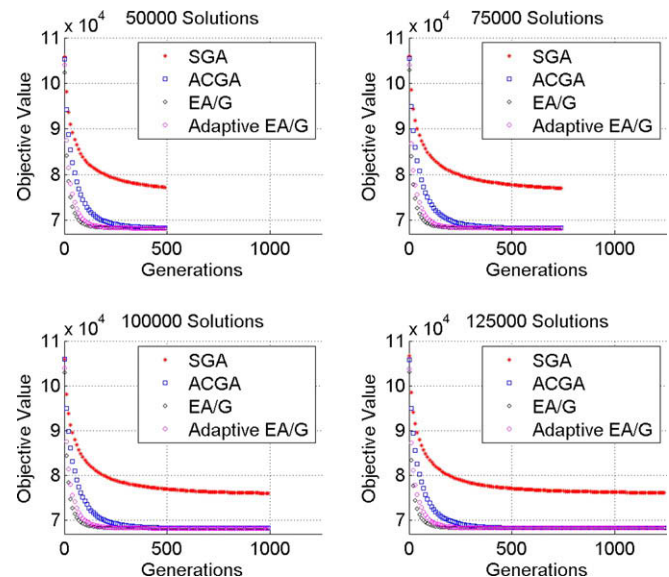 x 10^4
50000 Solutions
11
10
9
8
7
Objective Value
SGA
ACGA
EA/G
Adaptive EA/G
0
500
1000
Generations
x 10^4
75000 Solutions
11
10
9
8
7
Objective Value
SGA
ACGA
EA/G
Adaptive EA/G
0
500
1000
Generations
x 10^4
100000 Solutions
11
10
9
8
7
Objective Value
SGA
ACGA
EA/G
Adaptive EA/G
0
500
1000
Generations
x 10^4
125000 Solutions
11
10
9
8
7
Objective Value
SGA
ACGA
EA/G
Adaptive EA/G
0
500
1000
Generations